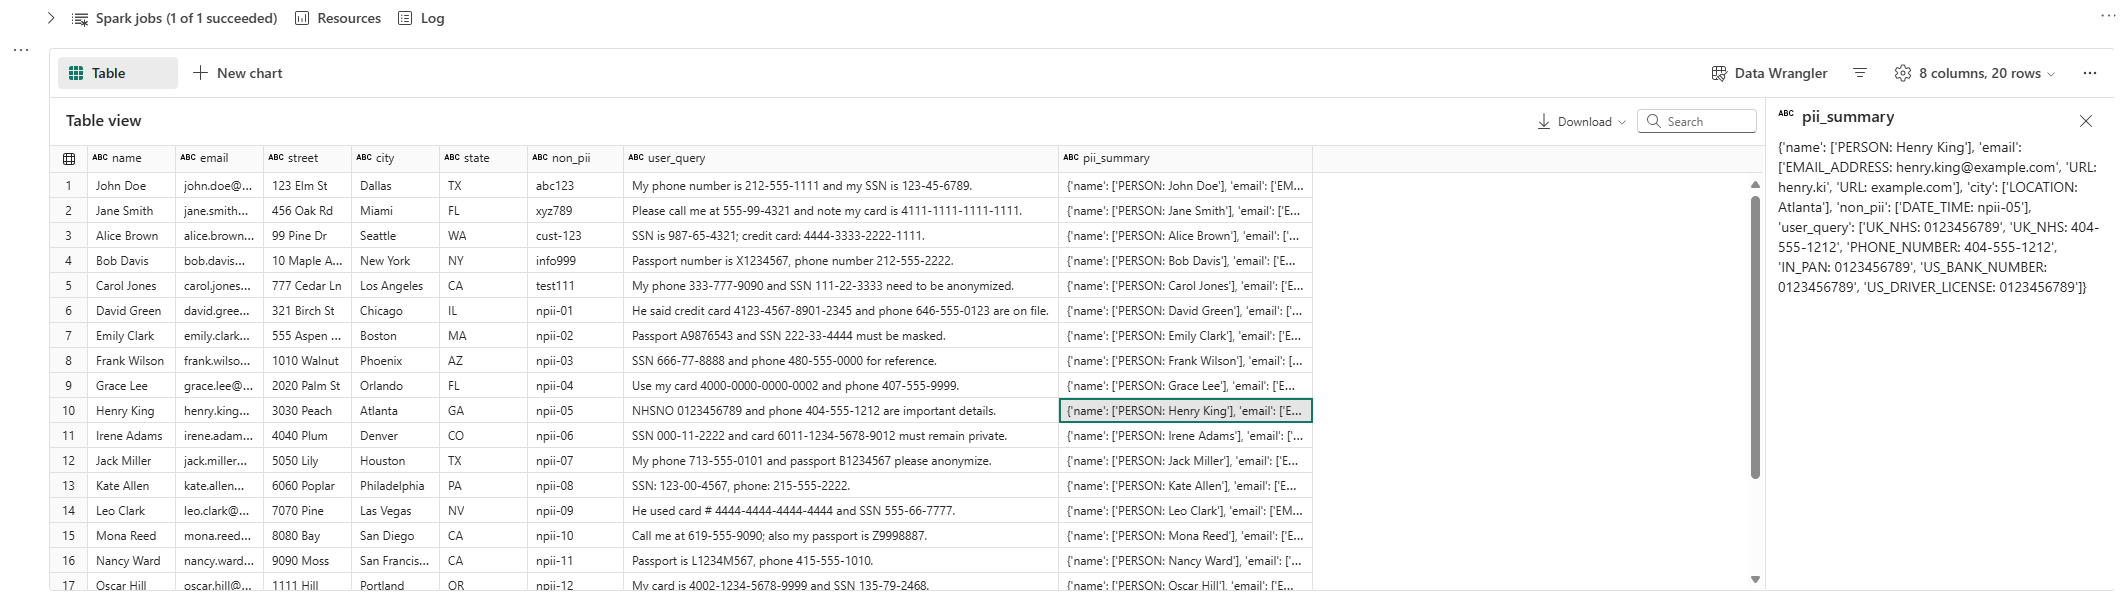 Spark jobs (1 of 1 succeeded) Resources Log
Table New chart Data Wrangler 8 columns, 20 rows
Table view Download Search
ABC name ABC email ABC street ABC city ABC state ABC non_pii ABC user_query ABC pii_summary
1 John Doe john.doe@... 123 Elm St Dallas TX abc123 My phone number is 212-555-1111 and my SSN is 123-45-6789. {'name': ['PERSON: John Doe'], 'email': ['EM...
2 Jane Smith jane.smith... 456 Oak Rd Miami FL xyz789 Please call me at 555-99-4321 and note my card is 4111-1111-1111-1111. {'name': ['PERSON: Jane Smith'], 'email': ['E...
3 Alice Brown alice.brown... 99 Pine Dr Seattle WA cust-123 SSN is 987-65-4321; credit card: 4444-3333-2222-1111. {'name': ['PERSON: Alice Brown'], 'email': ['...
4 Bob Davis bob.davis... 10 Maple A... New York NY info999 Passport number is X1234567, phone number 212-555-2222. {'name': ['PERSON: Bob Davis'], 'email': ['E...
5 Carol Jones carol.jones... 777 Cedar Ln Los Angeles CA test111 My phone 333-777-9090 and SSN 111-22-3333 need to be anonymized. {'name': ['PERSON: Carol Jones'], 'email': ['E...
6 David Green david.gree... 321 Birch St Chicago IL npii-01 He said credit card 4123-4567-8901-2345 and phone 646-555-0123 are on file. {'name': ['PERSON: David Green'], 'email': ['...
7 Emily Clark emily.clark... 555 Aspen ... Boston MA npii-02 Passport A9876543 and SSN 222-33-4444 must be masked. {'name': ['PERSON: Emily Clark'], 'email': ['E...
8 Frank Wilson frank.wilso... 1010 Walnut Phoenix AZ npii-03 SSN 666-77-8888 and phone 480-555-0000 for reference. {'name': ['PERSON: Frank Wilson'], 'email': [...
9 Grace Lee grace.lee@... 2020 Palm St Orlando FL npii-04 Use my card 4000-0000-0000-0002 and phone 407-555-9999. {'name': ['PERSON: Grace Lee'], 'email': ['E...
10 Henry King henry.king... 3030 Peach Atlanta GA npii-05 NHSNO 0123456789 and phone 404-555-1212 are important details. {'name': ['PERSON: Henry King'], 'email': ['E...
11 Irene Adams irene.adam... 4040 Plum Denver CO npii-06 SSN 000-11-2222 and card 6011-1234-5678-9012 must remain private. {'name': ['PERSON: Irene Adams'], 'email': ['...
12 Jack Miller jack.miller... 5050 Lily Houston TX npii-07 My phone 713-555-0101 and passport B1234567 please anonymize. {'name': ['PERSON: Jack Miller'], 'email': ['E...
13 Kate Allen kate.allen... 6060 Poplar Philadelphia PA npii-08 SSN: 123-00-4567, phone: 215-555-2222. {'name': ['PERSON: Kate Allen'], 'email': ['E...
14 Leo Clark leo.clark@... 7070 Pine Las Vegas NV npii-09 He used card # 4444-4444-4444-4444 and SSN 555-66-7777. {'name': ['PERSON: Leo Clark'], 'email': ['EM...
15 Mona Reed mona.reed... 8080 Bay San Diego CA npii-10 Call me at 619-555-9090; also my passport is Z9998887. {'name': ['PERSON: Mona Reed'], 'email': ['E...
16 Nancy Ward nancy.ward... 9090 Moss San Francis... CA npii-11 Passport is L1234M567, phone 415-555-1010. {'name': ['PERSON: Nancy Ward'], 'email': ['...
17 Oscar Hill oscar.hill@... 1111 Hill Portland OR npii-12 My card is 4002-1234-5678-9999 and SSN 135-79-2468. {'name': ['PERSON: Oscar Hill'], 'email': ['E...
ABC pii_summary
{'name': ['PERSON: Henry King'], 'email':
['EMAIL_ADDRESS: henry.king@example.com', 'URL:
henry.ki', 'URL: example.com'], 'city': ['LOCATION:
Atlanta'], 'non_pii': ['DATE_TIME: npii-05'],
'user_query': ['UK_NHS: 0123456789', 'UK_NHS: 404-
555-1212', 'PHONE_NUMBER: 404-555-1212',
'IN_PAN: 0123456789', 'US_BANK_NUMBER:
0123456789', 'US_DRIVER_LICENSE: 0123456789']}